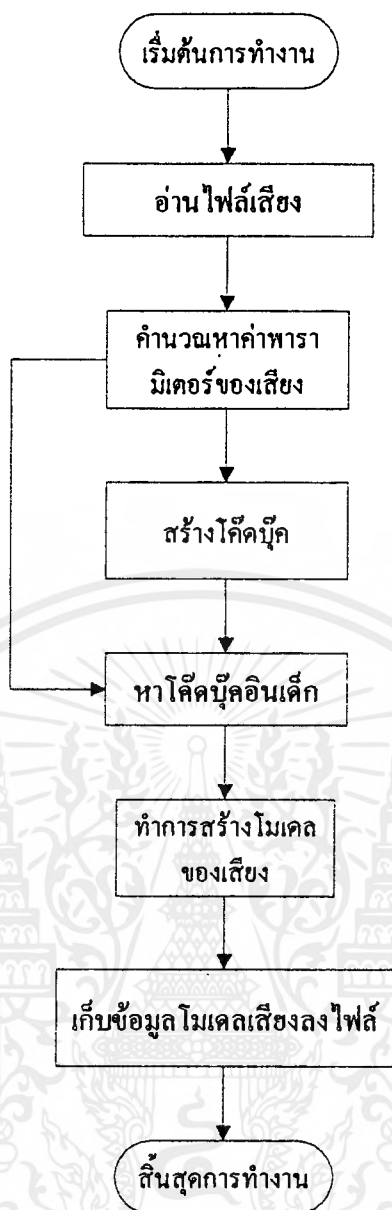 เริ่มต้นการทำงาน
อ่านไฟล์เสียง
คำนวณหาค่าพารา
มิเตอร์ของเสียง
สร้างโค๊ดบุ๊ค
หาโค๊ดบุ๊คอินเด็ก
ทำการสร้างโมเดล
ของเสียง
เก็บข้อมูลโมเดลเสียงลงไฟล์
สิ้นสุดการทำงาน